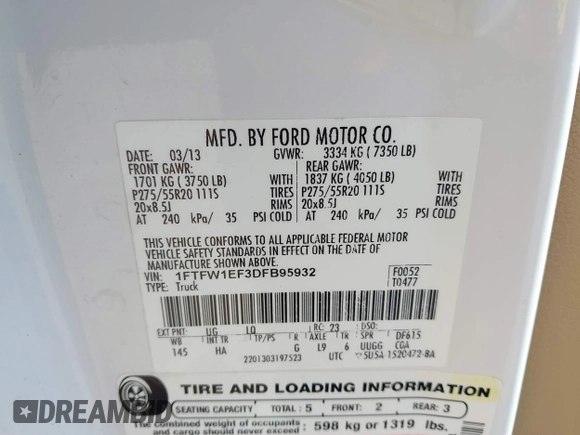 MFD. BY FORD MOTOR CO.
DATE: 03/13 GVWR: 3334 KG ( 7350 LB)
FRONT GAWR: REAR GAWR:
1701 KG ( 3750 LB) WITH 1837 KG ( 4050 LB) WITH
P275/55R20 111S TIRES P275/55R20 111S TIRES
20x8.5J RIMS 20x8.5J RIMS
AT 240 kPa/ 35 PSI COLD AT 240 kPa/ 35 PSI COLD
THIS VEHICLE CONFORMS TO ALL APPLICABLE FEDERAL MOTOR
VEHICLE SAFETY STANDARDS IN EFFECT ON THE DATE OF
MANUFACTURE SHOWN ABOVE.
VIN: 1FTFW1EF3DFB95932 F0052
TYPE: Truck T0477
EXT PNT: UG LQ RC: 23 DSO:
WB INT TR TP/PS R AXLE TR SPR DF615
145 HA G L9 6 UUGG COA
2201303197523 UTC 5U5A 1520472-BA
TIRE AND LOADING INFORMATION
SEATING CAPACITY TOTAL : 5 FRONT: 2 REAR: 3
The combined weight of occupants
and cargo should never exceed 598 kg or 1319 lbs.
DREAMBID